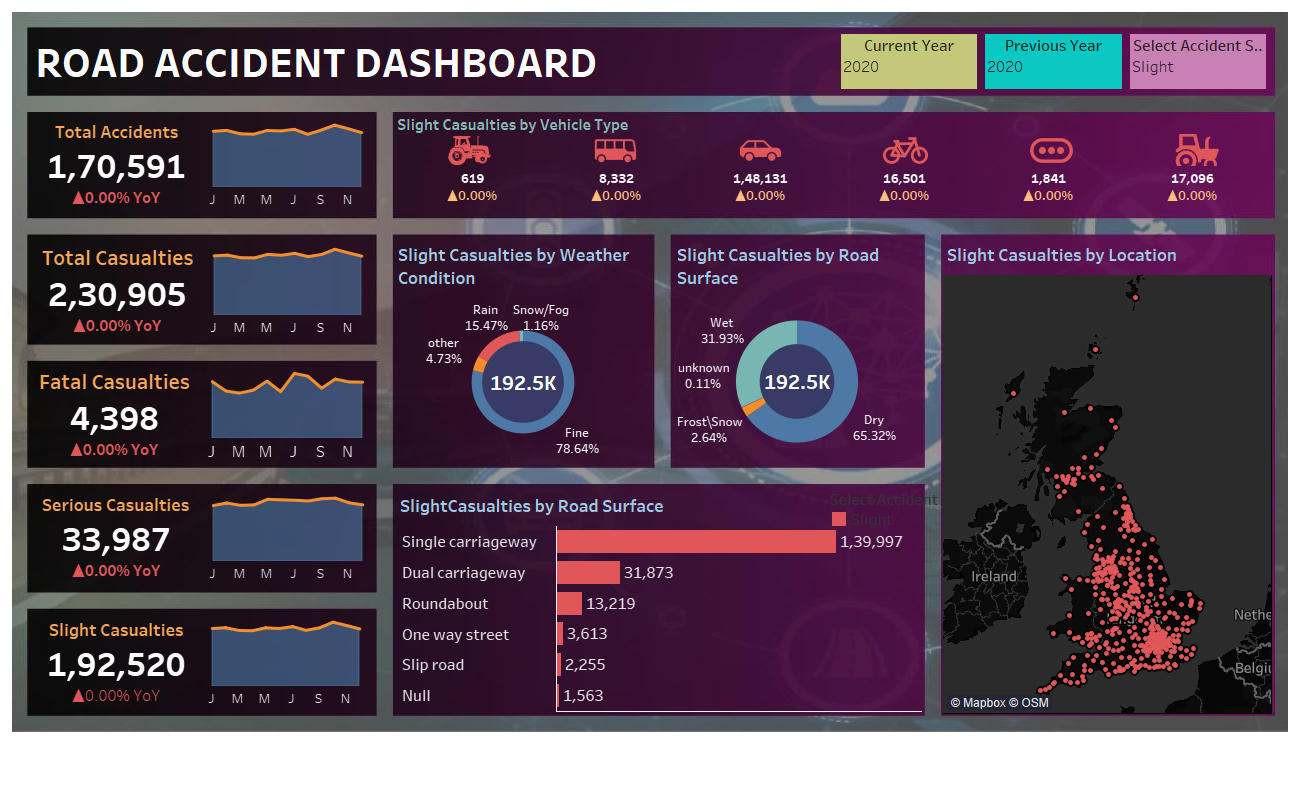 ROAD ACCIDENT DASHBOARD
Current Year
2020
Previous Year
2020
Select Accident S..
Slight
Total Accidents
1,70,591
▲0.00% YoY
J M M J S N
Total Casualties
2,30,905
▲0.00% YoY
J M M J S N
Fatal Casualties
4,398
▲0.00% YoY
J M M J S N
Serious Casualties
33,987
▲0.00% YoY
J M M J S N
Slight Casualties
1,92,520
▲0.00% YoY
J M M J S N
Slight Casualties by Vehicle Type
619 8,332 1,48,131 16,501 1,841 17,096
▲0.00% ▲0.00% ▲0.00% ▲0.00% ▲0.00% ▲0.00%
Slight Casualties by Weather
Condition
Rain
15.47%
Snow/Fog
1.16%
other
4.73%
192.5K
Fine
78.64%
Slight Casualties by Road
Surface
Wet
31.93%
unknown
0.11%
192.5K
Frost\Snow
2.64%
Dry
65.32%
SlightCasualties by Road Surface
Select Accident
Slight
Single carriageway 1,39,997
Dual carriageway 31,873
Roundabout 13,219
One way street 3,613
Slip road 2,255
Null 1,563
Slight Casualties by Location
Ireland
Nethe
Belgiu
© Mapbox © OSM